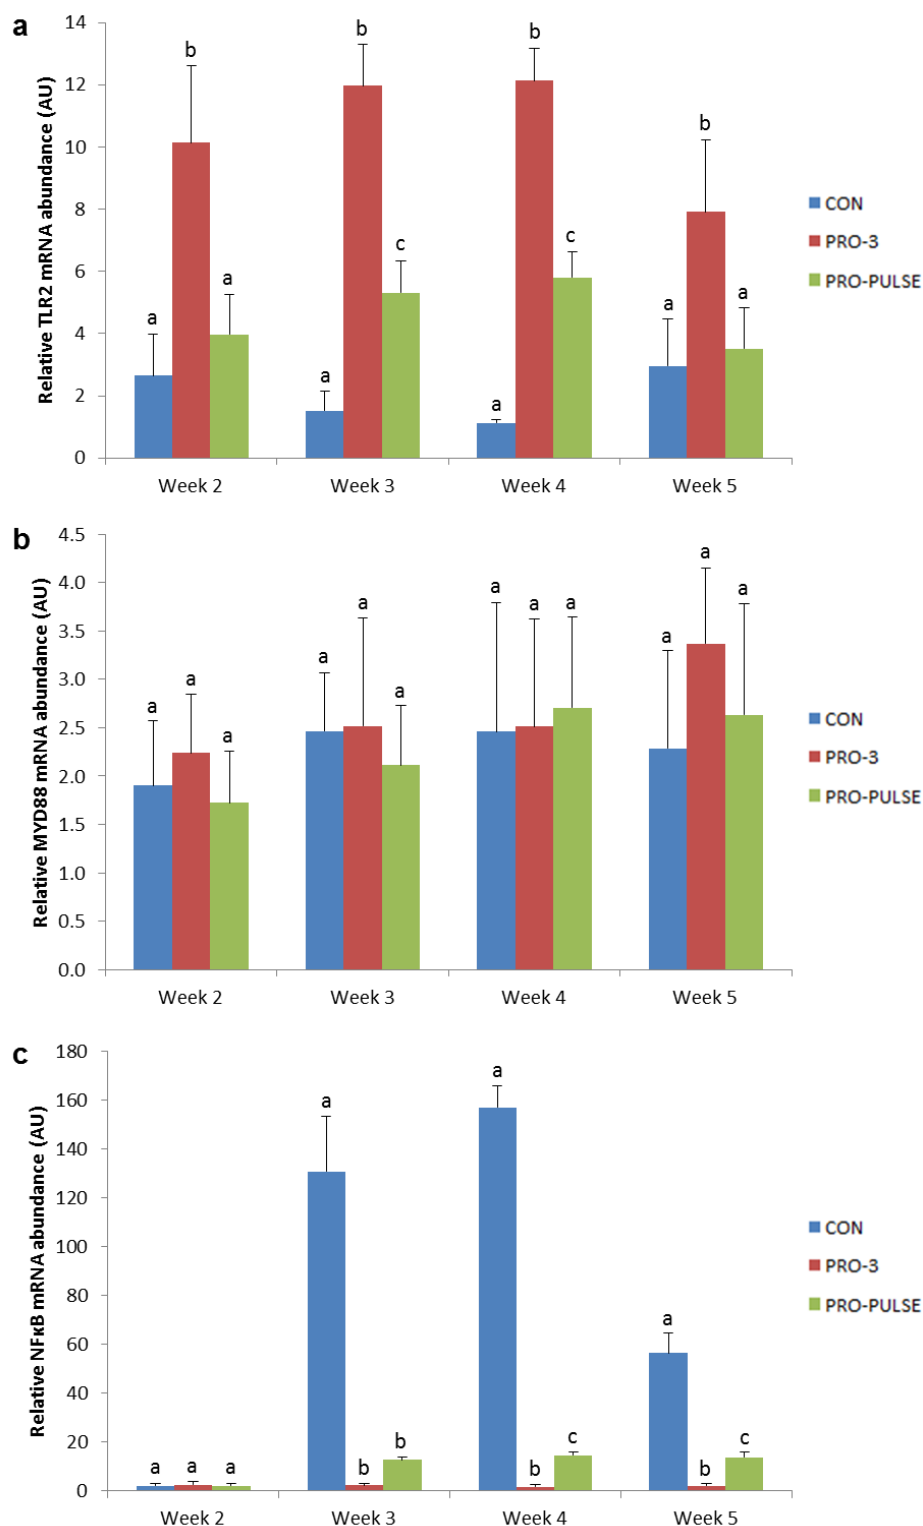 a
Relative TLR2 mRNA abundance (AU)
14
12
10
8
6
4
2
0
a b a
a b c
a b c
a b a
Week 2 Week 3 Week 4 Week 5
CON
PRO-3
PRO-PULSE
b
Relative MYD88 mRNA abundance (AU)
4.5
4.0
3.5
3.0
2.5
2.0
1.5
1.0
0.5
0.0
a a a
a a a
a a a
a a a
Week 2 Week 3 Week 4 Week 5
CON
PRO-3
PRO-PULSE
c
Relative NFκB mRNA abundance (AU)
180
160
140
120
100
80
60
40
20
0
a a a
a b b
a b c
a b c
Week 2 Week 3 Week 4 Week 5
CON
PRO-3
PRO-PULSE